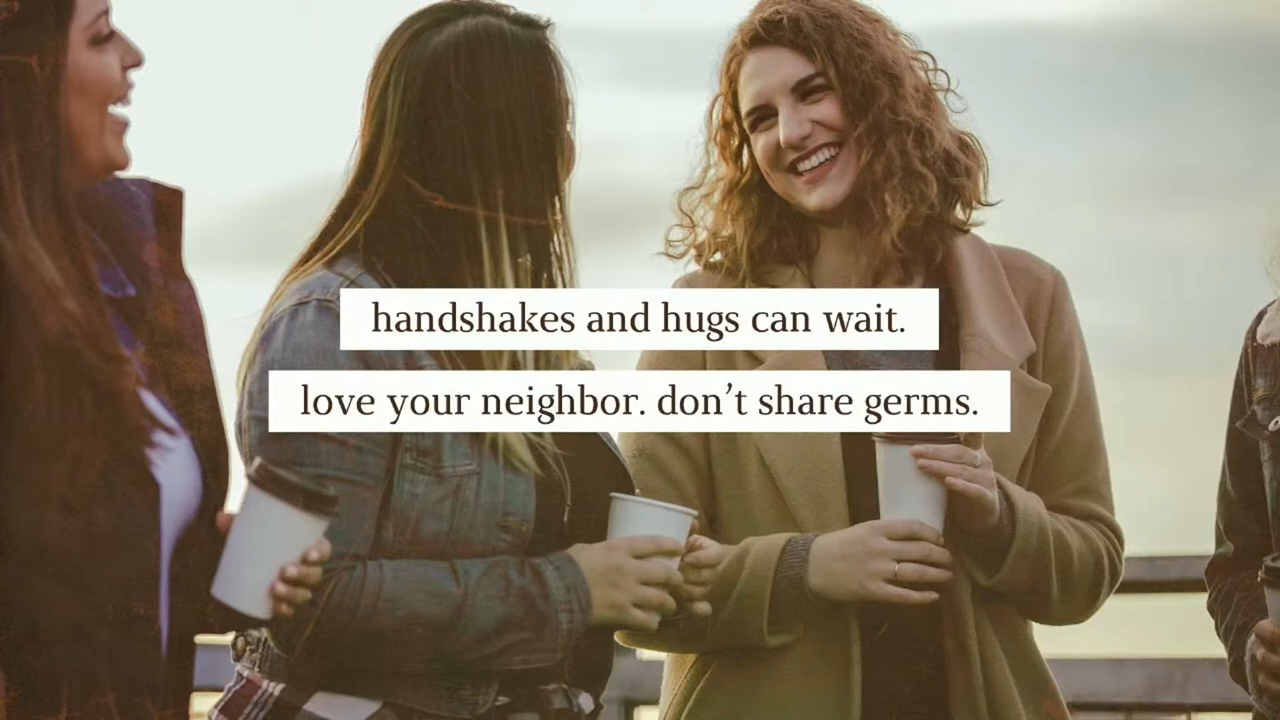 handshakes and hugs can wait.
love your neighbor. don’t share germs.